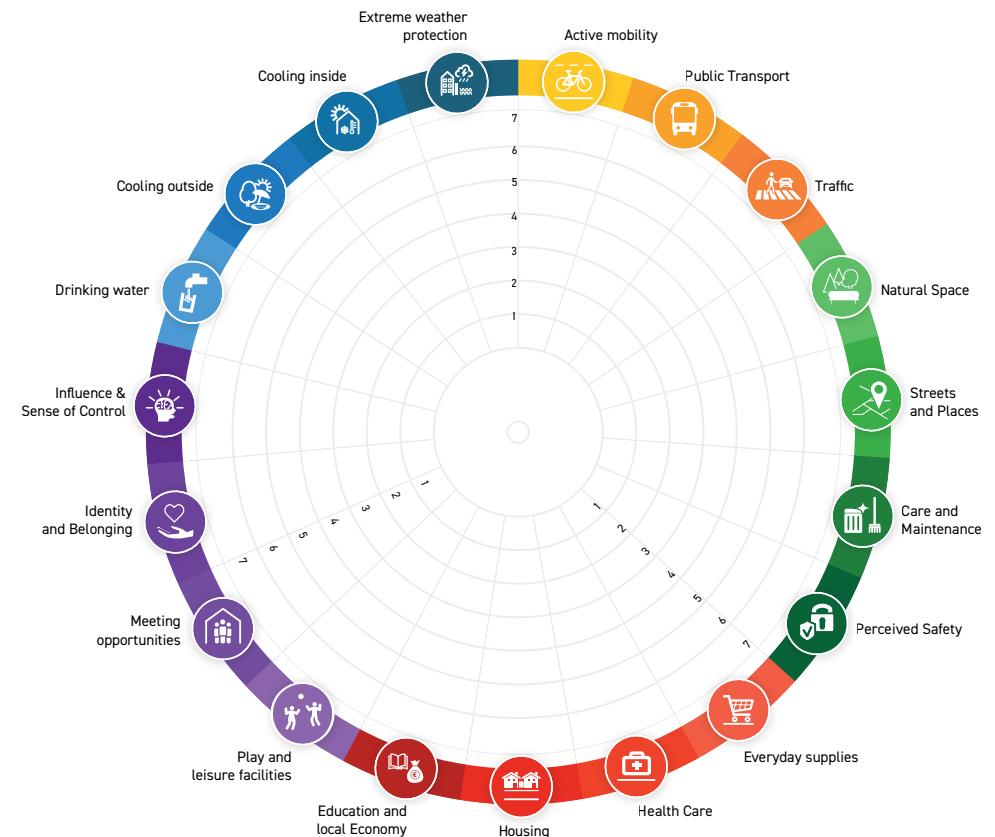 Extreme weather
protection
Active mobility
Public Transport
Traffic
Natural Space
Streets
and Places
Care and
Maintenance
Perceived Safety
Everyday supplies
Health Care
Housing
Education and
local Economy
Play and
leisure facilities
Meeting
opportunities
Identity
and Belonging
Influence &
Sense of Control
Drinking water
Cooling outside
Cooling inside
7
6
5
4
3
2
1
1
2
3
4
5
6
7
1
2
3
4
5
6
7
€